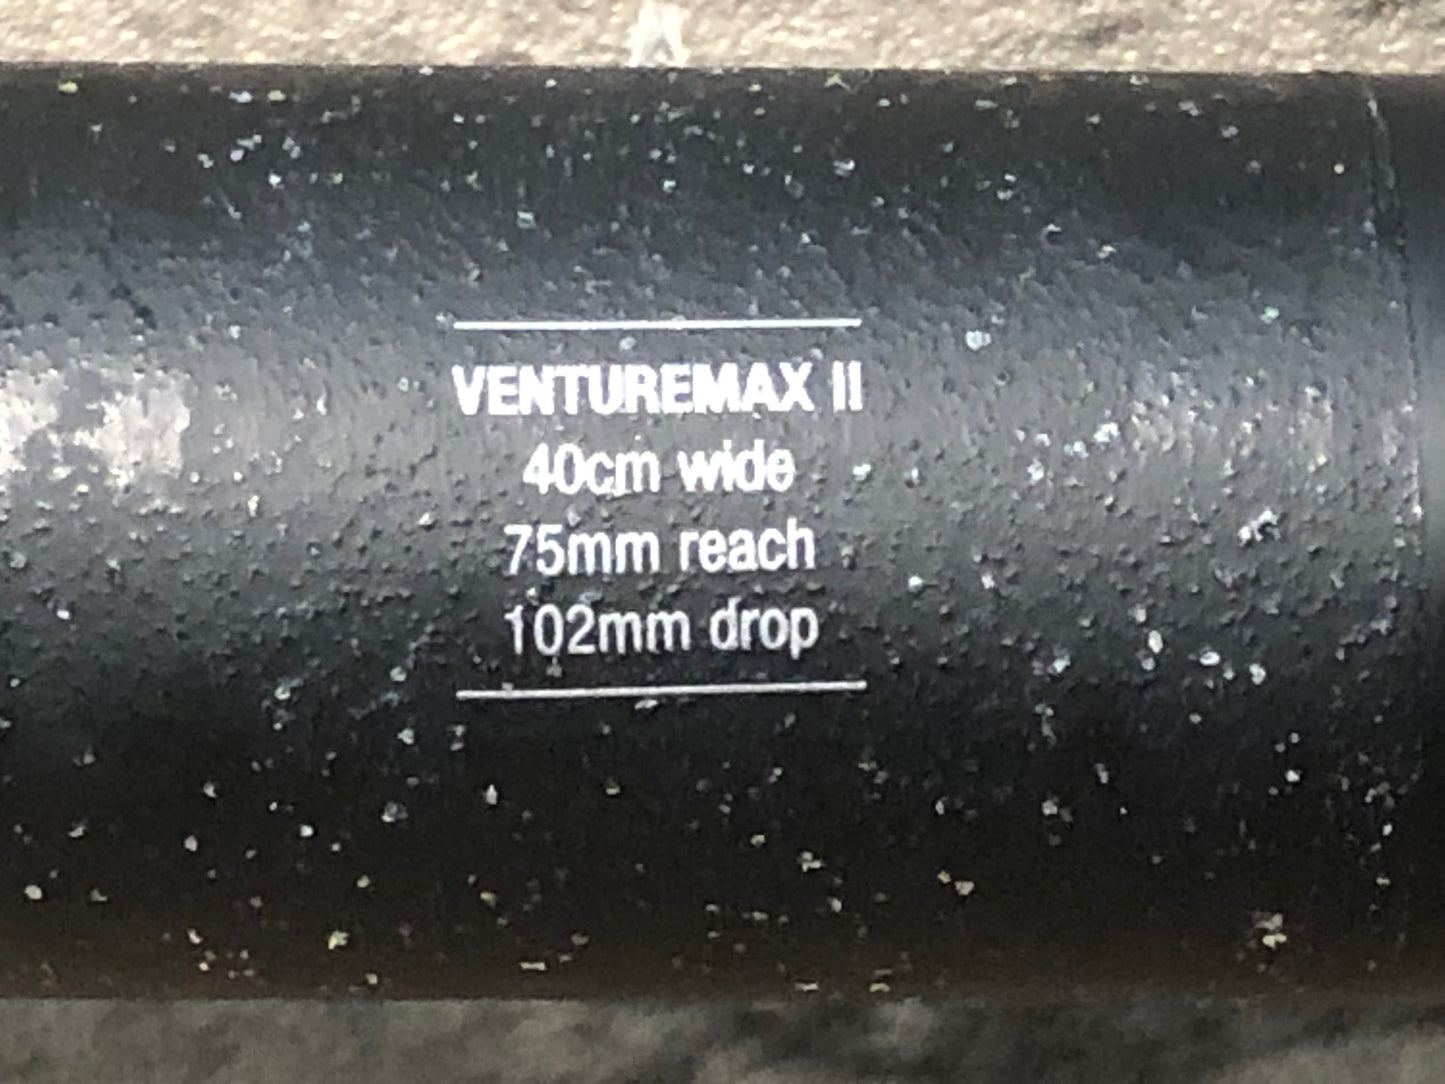 VENTUREMAX II
40cm wide
75mm reach
102mm drop